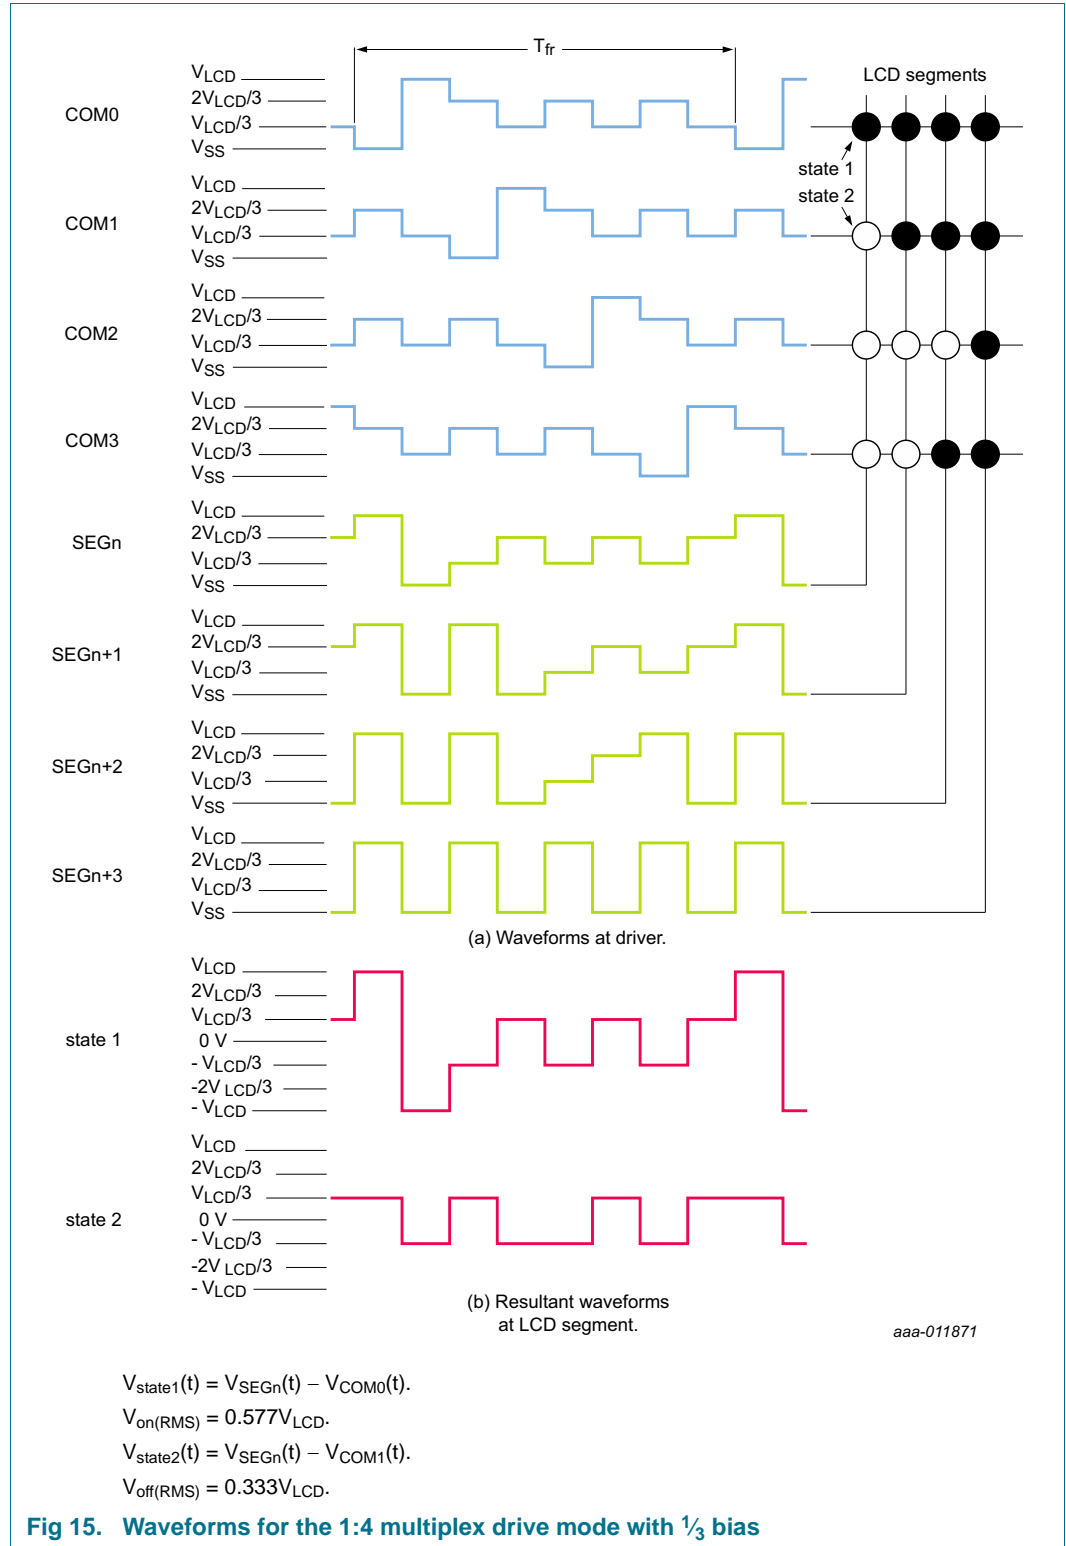 T_fr
LCD segments
COM0
V_LCD
2V_LCD/3
V_LCD/3
V_SS
state 1
state 2
COM1
V_LCD
2V_LCD/3
V_LCD/3
V_SS
COM2
V_LCD
2V_LCD/3
V_LCD/3
V_SS
COM3
V_LCD
2V_LCD/3
V_LCD/3
V_SS
SEGn
V_LCD
2V_LCD/3
V_LCD/3
V_SS
SEGn+1
V_LCD
2V_LCD/3
V_LCD/3
V_SS
SEGn+2
V_LCD
2V_LCD/3
V_LCD/3
V_SS
SEGn+3
V_LCD
2V_LCD/3
V_LCD/3
V_SS
(a) Waveforms at driver.
state 1
V_LCD
2V_LCD/3
V_LCD/3
0 V
- V_LCD/3
-2V_LCD/3
- V_LCD
state 2
V_LCD
2V_LCD/3
V_LCD/3
0 V
- V_LCD/3
-2V_LCD/3
- V_LCD
(b) Resultant waveforms
at LCD segment.
aaa-011871
V_state1(t) = V_SEGn(t) − V_COM0(t).
V_on(RMS) = 0.577V_LCD.
V_state2(t) = V_SEGn(t) − V_COM1(t).
V_off(RMS) = 0.333V_LCD.
Fig 15. Waveforms for the 1:4 multiplex drive mode with 1⁄3 bias